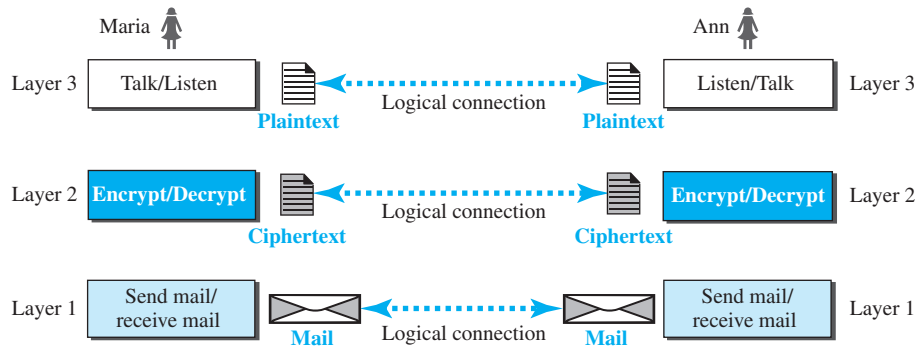 Maria
Ann
Layer 3
Talk/Listen
Plaintext
Logical connection
Plaintext
Listen/Talk
Layer 3
Layer 2
Encrypt/Decrypt
Ciphertext
Logical connection
Ciphertext
Encrypt/Decrypt
Layer 2
Layer 1
Send mail/
receive mail
Mail
Logical connection
Mail
Send mail/
receive mail
Layer 1